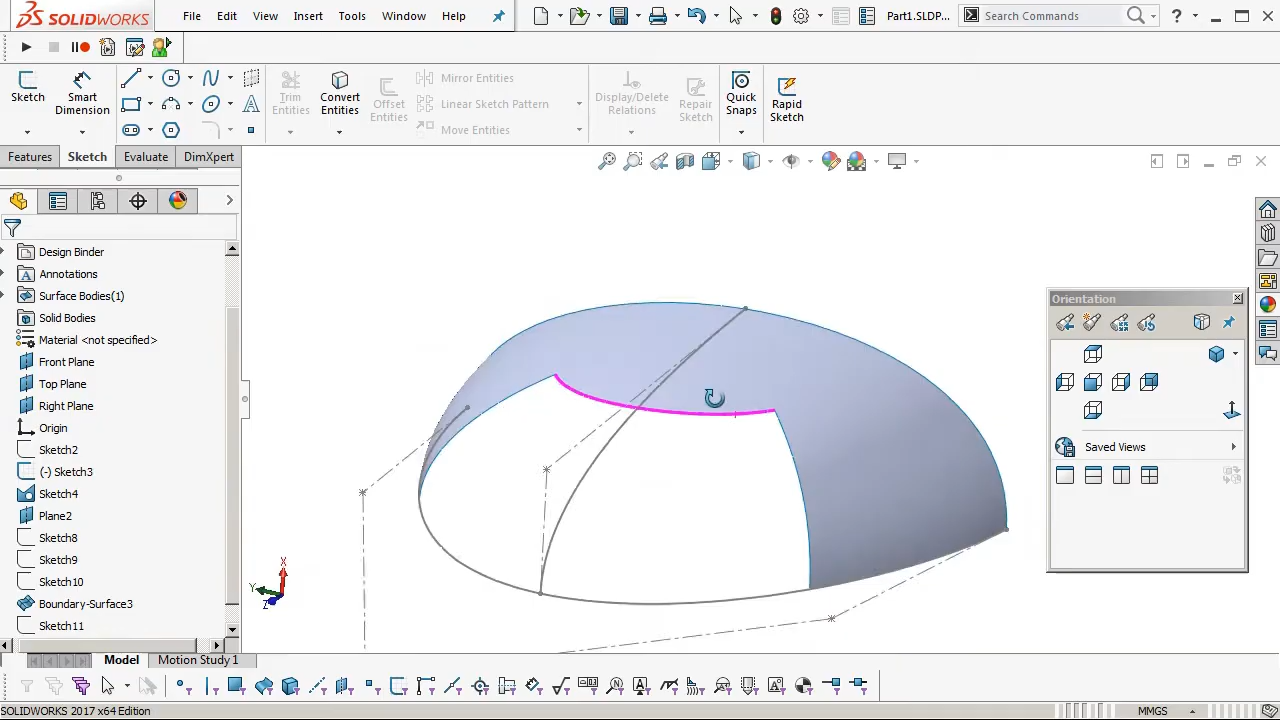 SOLIDWORKS File Edit View Insert Tools Window Help Part1.SLDP... Search Commands
Sketch Smart Dimension Trim Entities Convert Entities Offset Entities Mirror Entities Linear Sketch Pattern Move Entities Display/Delete Relations Repair Sketch Quick Snaps Rapid Sketch
Features Sketch Evaluate DimXpert
Design Binder
Annotations
Surface Bodies(1)
Solid Bodies
Material <not specified>
Front Plane
Top Plane
Right Plane
Origin
Sketch2
(-) Sketch3
Sketch4
Plane2
Sketch8
Sketch9
Sketch10
Boundary-Surface3
Sketch11
Orientation
Saved Views
X
Y
Z
Model Motion Study 1
SOLIDWORKS 2017 x64 Edition MMGS